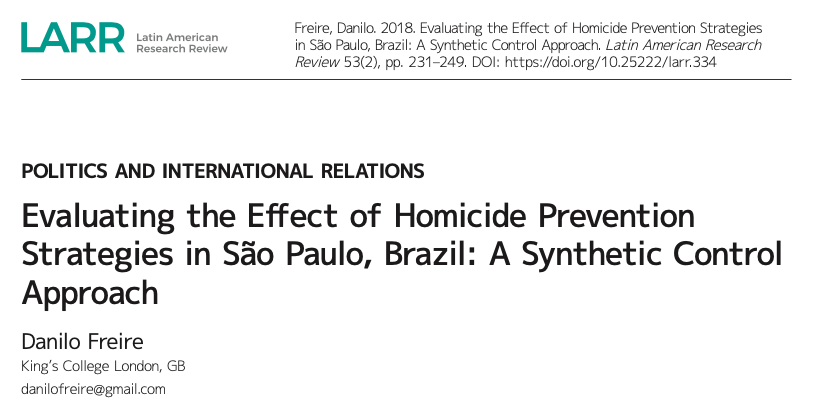 LARR
Latin American
Research Review
Freire, Danilo. 2018. Evaluating the Effect of Homicide Prevention Strategies
in São Paulo, Brazil: A Synthetic Control Approach. Latin American Research
Review 53(2), pp. 231–249. DOI: https://doi.org/10.25222/larr.334
POLITICS AND INTERNATIONAL RELATIONS
Evaluating the Effect of Homicide Prevention
Strategies in São Paulo, Brazil: A Synthetic Control
Approach
Danilo Freire
King’s College London, GB
danilofreire@gmail.com